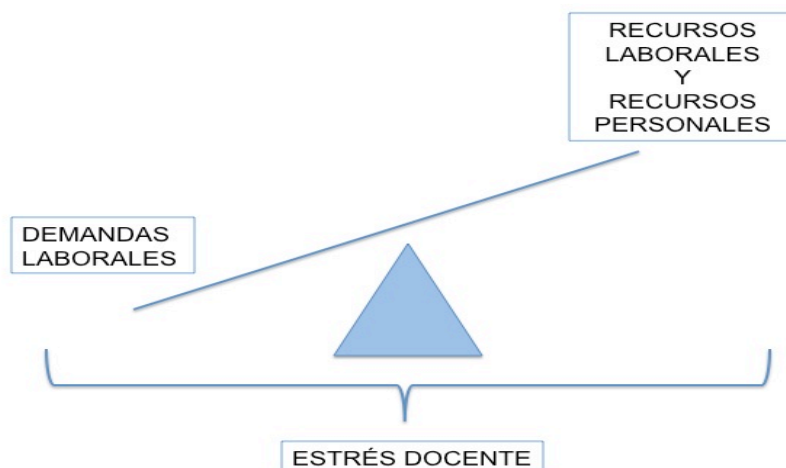 RECURSOS
LABORALES
Y
RECURSOS
PERSONALES
DEMANDAS
LABORALES
ESTRÉS DOCENTE